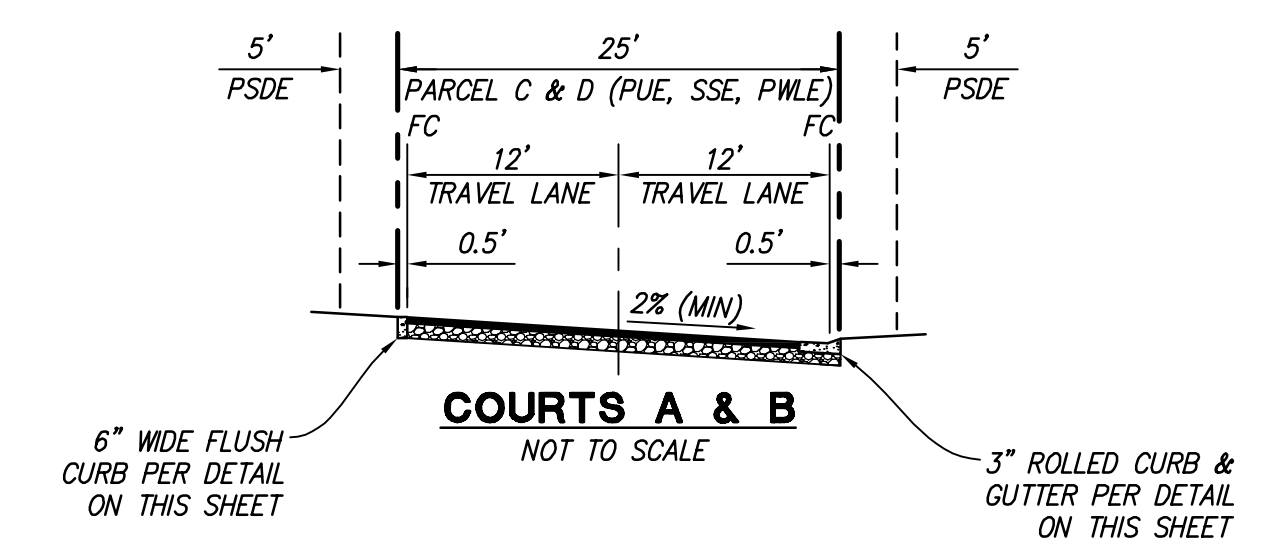 5' 25' 5'
PSDE PARCEL C & D (PUE, SSE, PWLE) PSDE
FC FC
12' 12'
TRAVEL LANE TRAVEL LANE
0.5' 0.5'
2% (MIN)
COURTS A & B
NOT TO SCALE
6" WIDE FLUSH
CURB PER DETAIL
ON THIS SHEET
3" ROLLED CURB &
GUTTER PER DETAIL
ON THIS SHEET